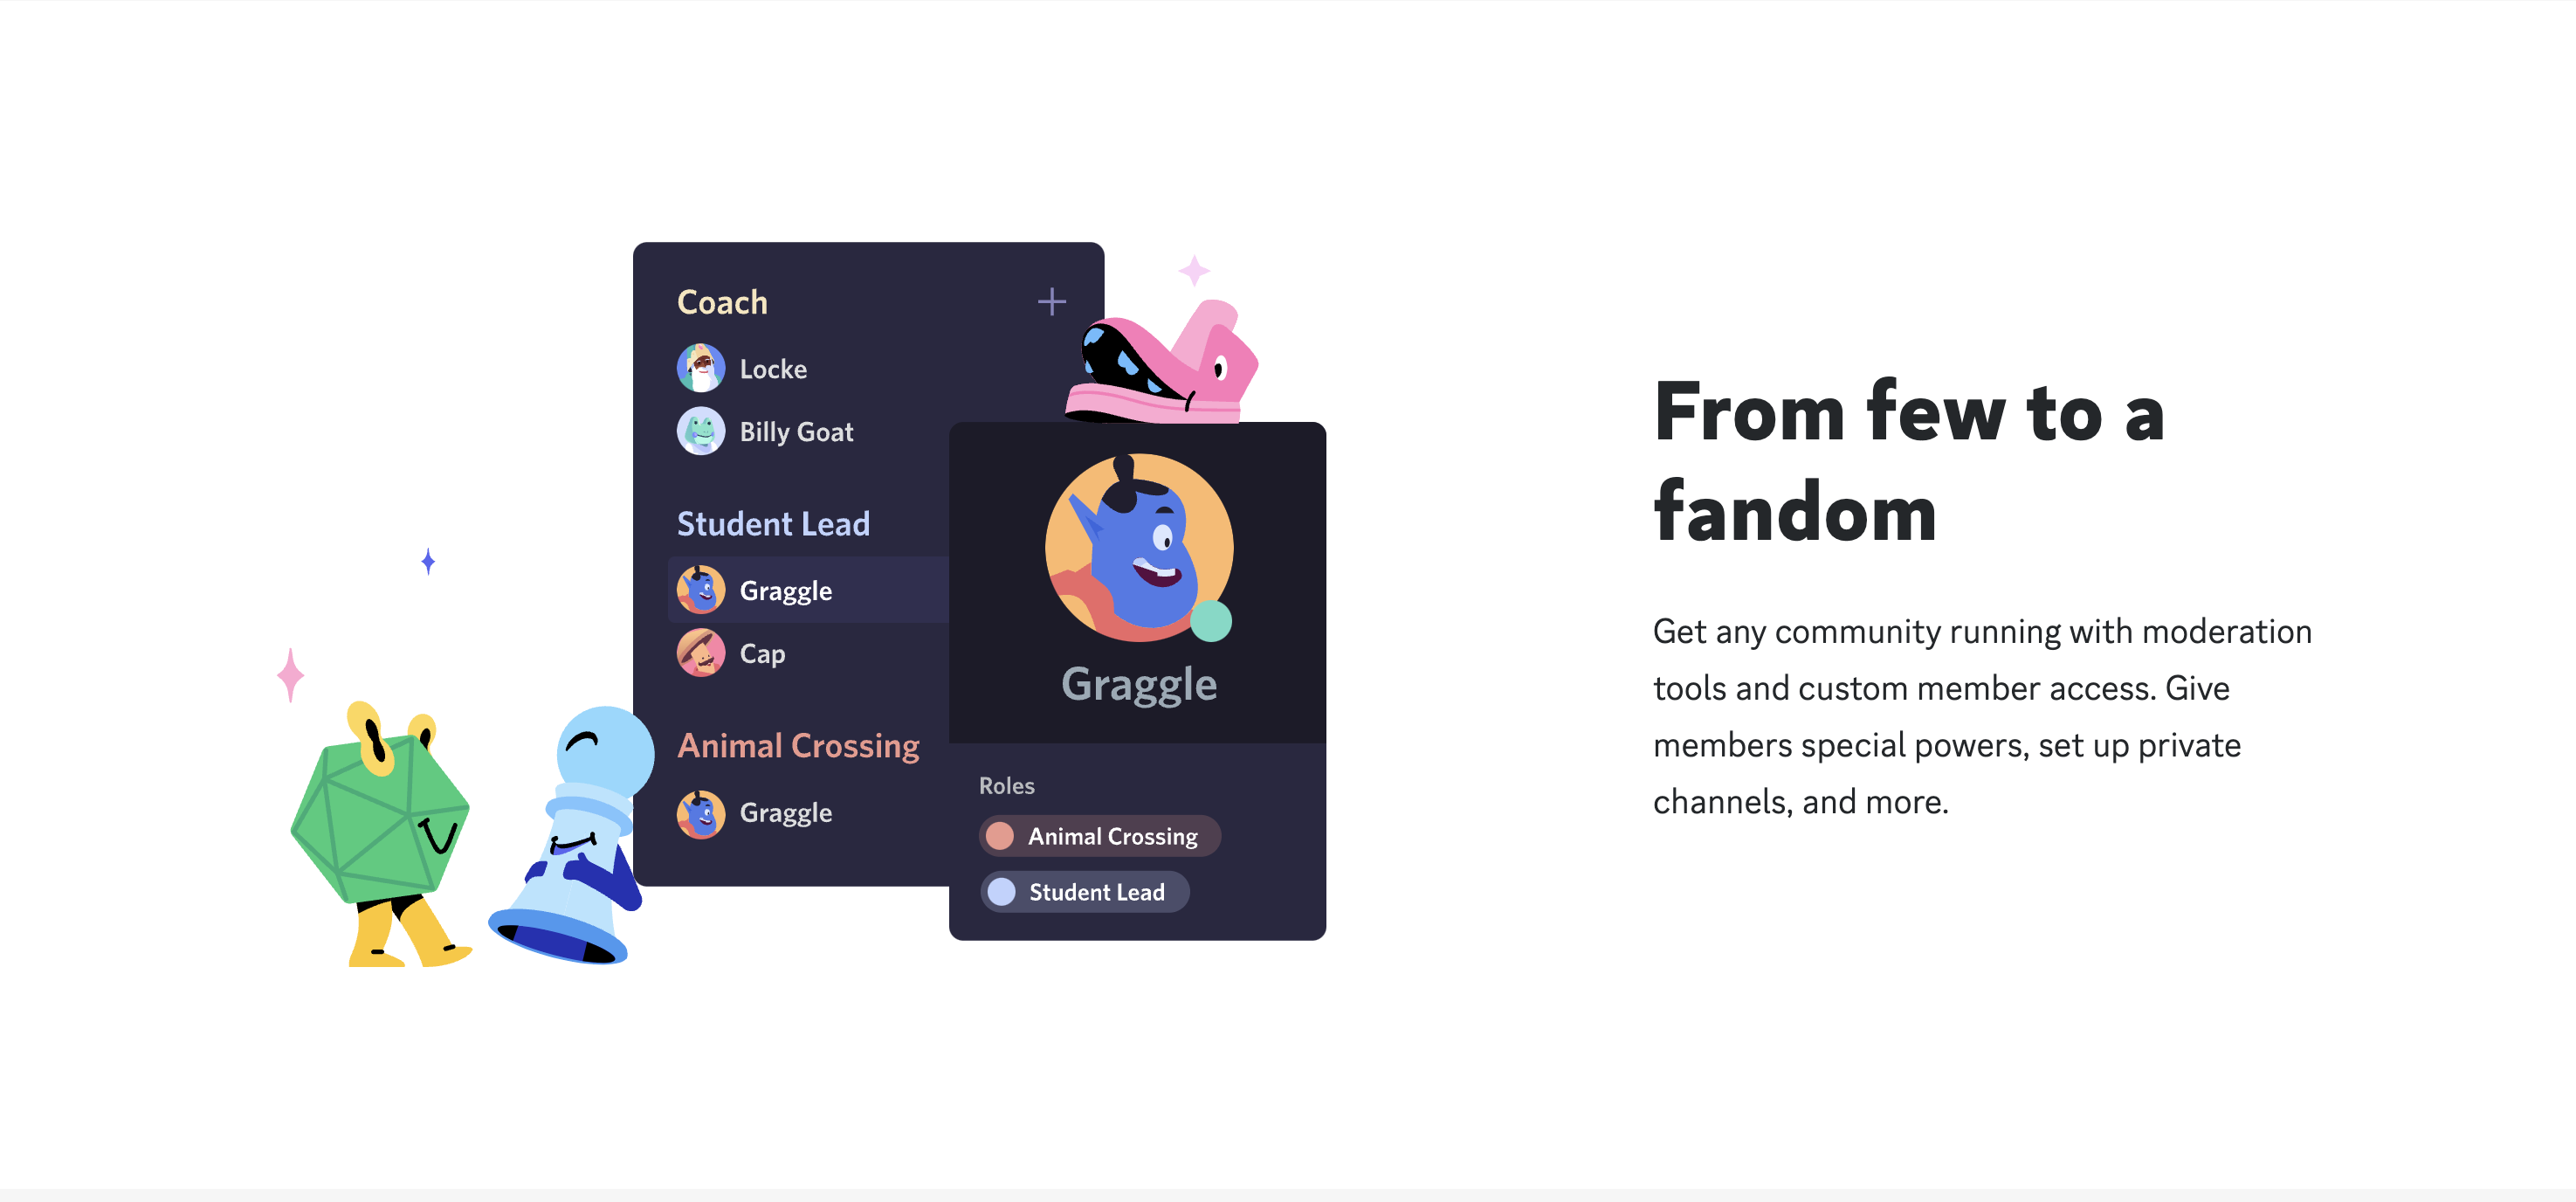 Coach
Locke
Billy Goat
Student Lead
Graggle
Cap
Animal Crossing
Graggle
Graggle
Roles
Animal Crossing
Student Lead
From few to a
fandom
Get any community running with moderation
tools and custom member access. Give
members special powers, set up private
channels, and more.